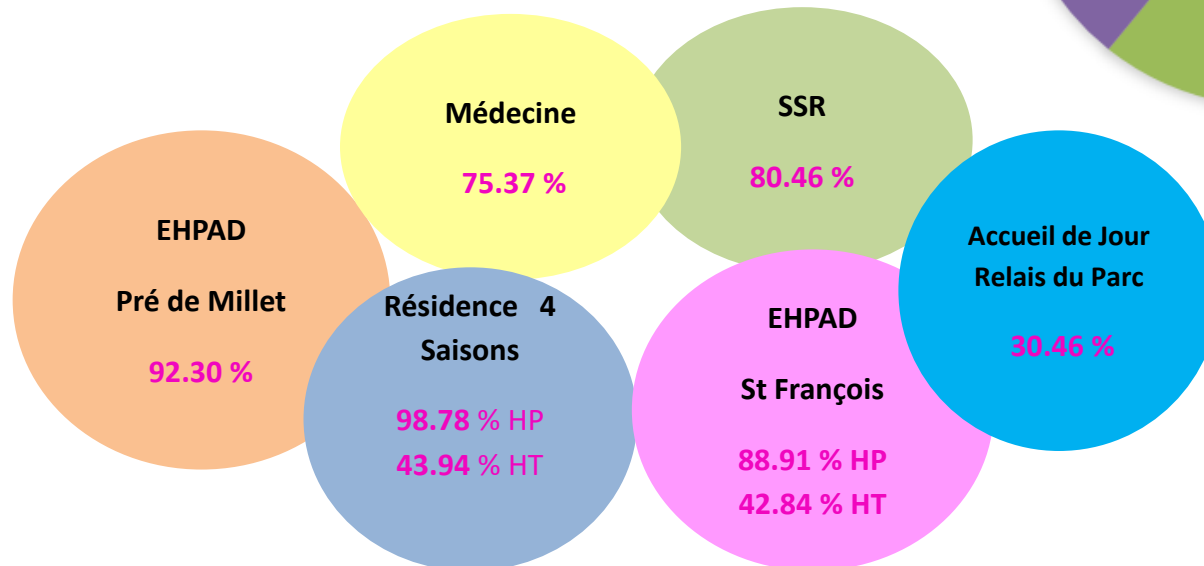 Médecine
75.37 %
SSR
80.46 %
EHPAD
Pré de Millet
92.30 %
Résidence 4
Saisons
98.78 % HP
43.94 % HT
EHPAD
St François
88.91 % HP
42.84 % HT
Accueil de Jour
Relais du Parc
30.46 %